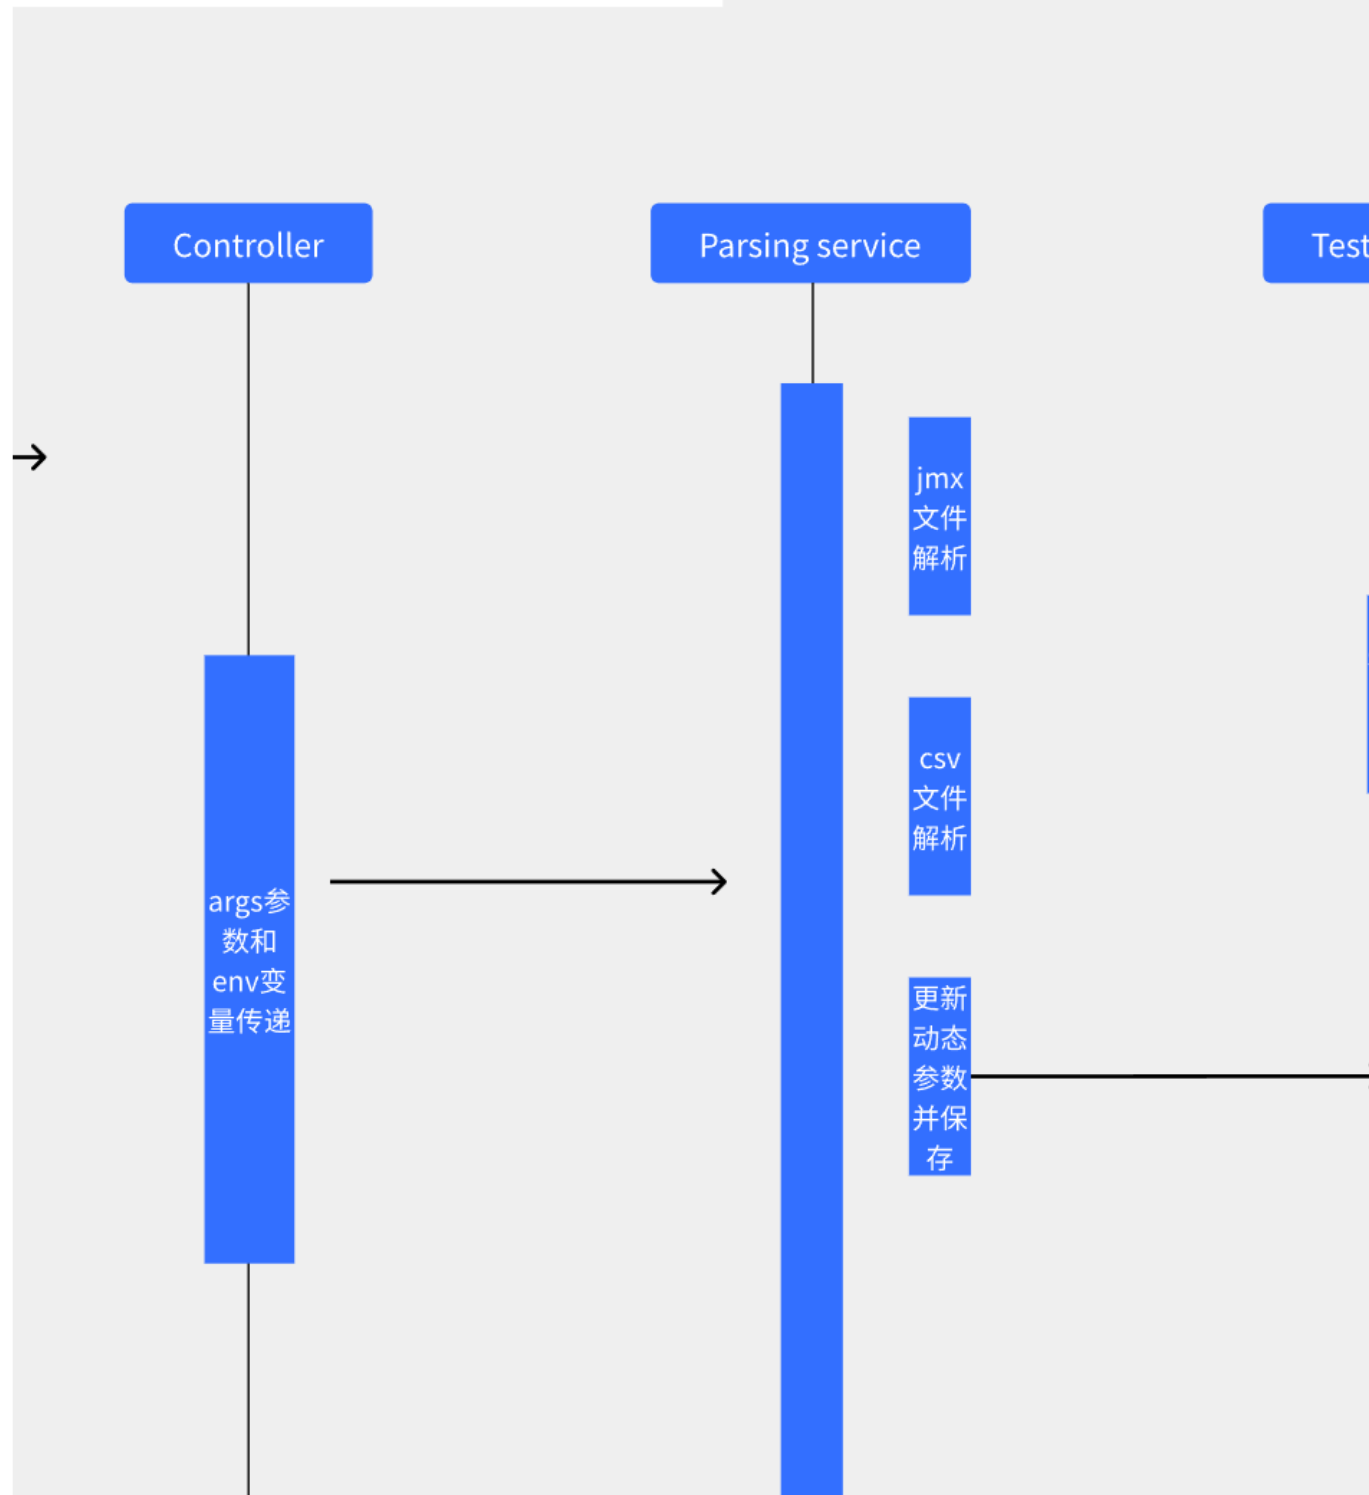 Controller
Parsing service
Test
jmx
文件
解析
csv
文件
解析
args参
数和
env变
量传递
更新
动态
参数
并保
存